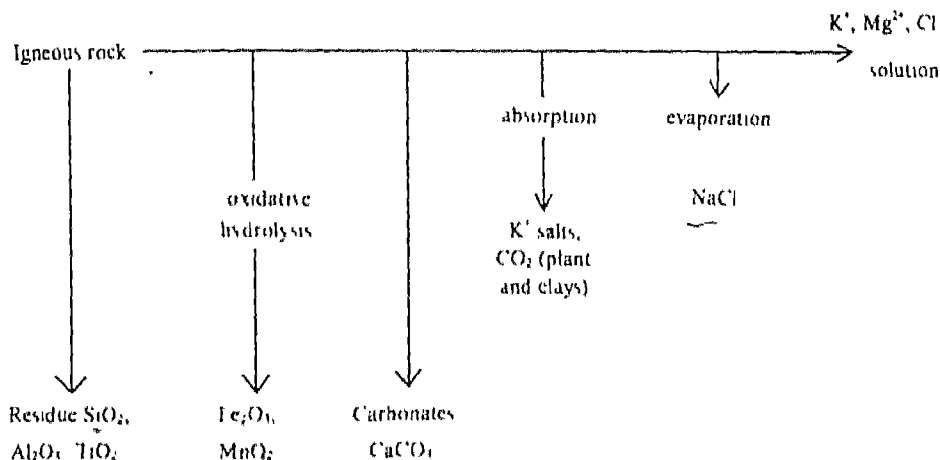 K⁺, Mg²⁺, Cl
Igneous rock
solution
absorption
evaporation
oxidative
hydrolysis
NaCl
K⁺ salts,
CO₂ (plant
and clays)
Residue SiO₂,
Al₂O₃ TiO₂
Fe₂O₃,
MnO₂
Carbonates
CaCO₃